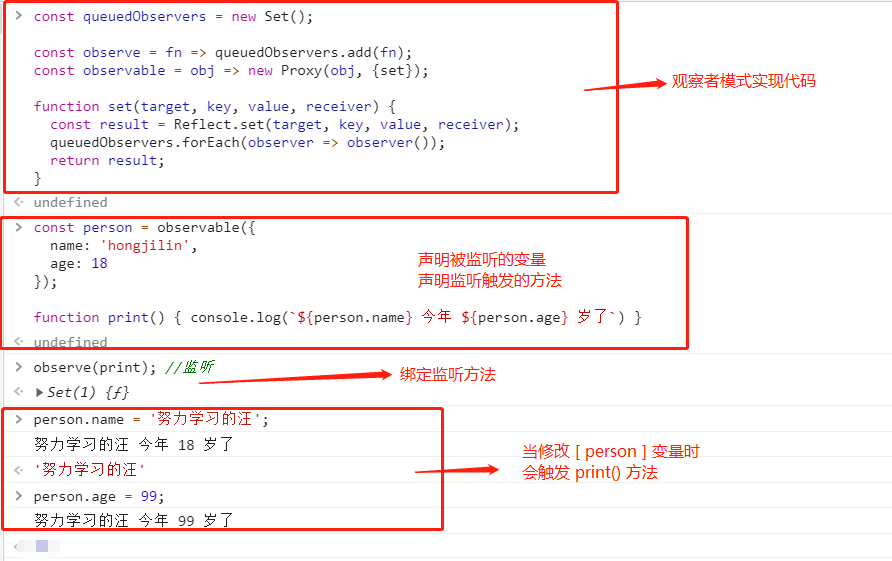 const queuedObservers = new Set();
const observe = fn => queuedObservers.add(fn);
const observable = obj => new Proxy(obj, {set});
观察者模式实现代码
function set(target, key, value, receiver) {
const result = Reflect.set(target, key, value, receiver);
queuedObservers.forEach(observer => observer());
return result;
}
undefined
const person = observable({
name: 'hongjilin',
age: 18
});
声明被监听的变量
声明监听触发的方法
function print() { console.log(`${person.name} 今年 ${person.age} 岁了`) }
undefined
observe(print); //监听
绑定监听方法
Set(1) {ƒ}
person.name = '努力学习的汪';
努力学习的汪 今年 18 岁了
'努力学习的汪'
当修改 [ person ] 变量时
会触发 print() 方法
person.age = 99;
努力学习的汪 今年 99 岁了